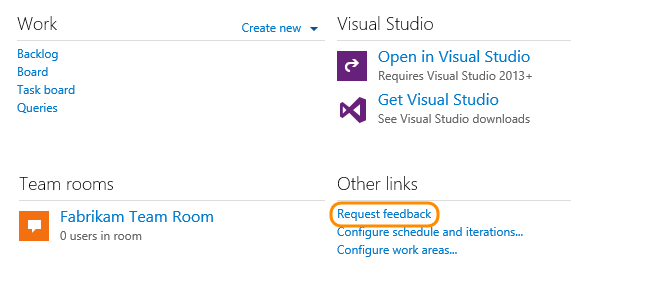 Work
Create new
Backlog
Board
Task board
Queries
Visual Studio
Open in Visual Studio
Requires Visual Studio 2013+
Get Visual Studio
See Visual Studio downloads
Team rooms
Fabrikam Team Room
0 users in room
Other links
Request feedback
Configure schedule and iterations...
Configure work areas...